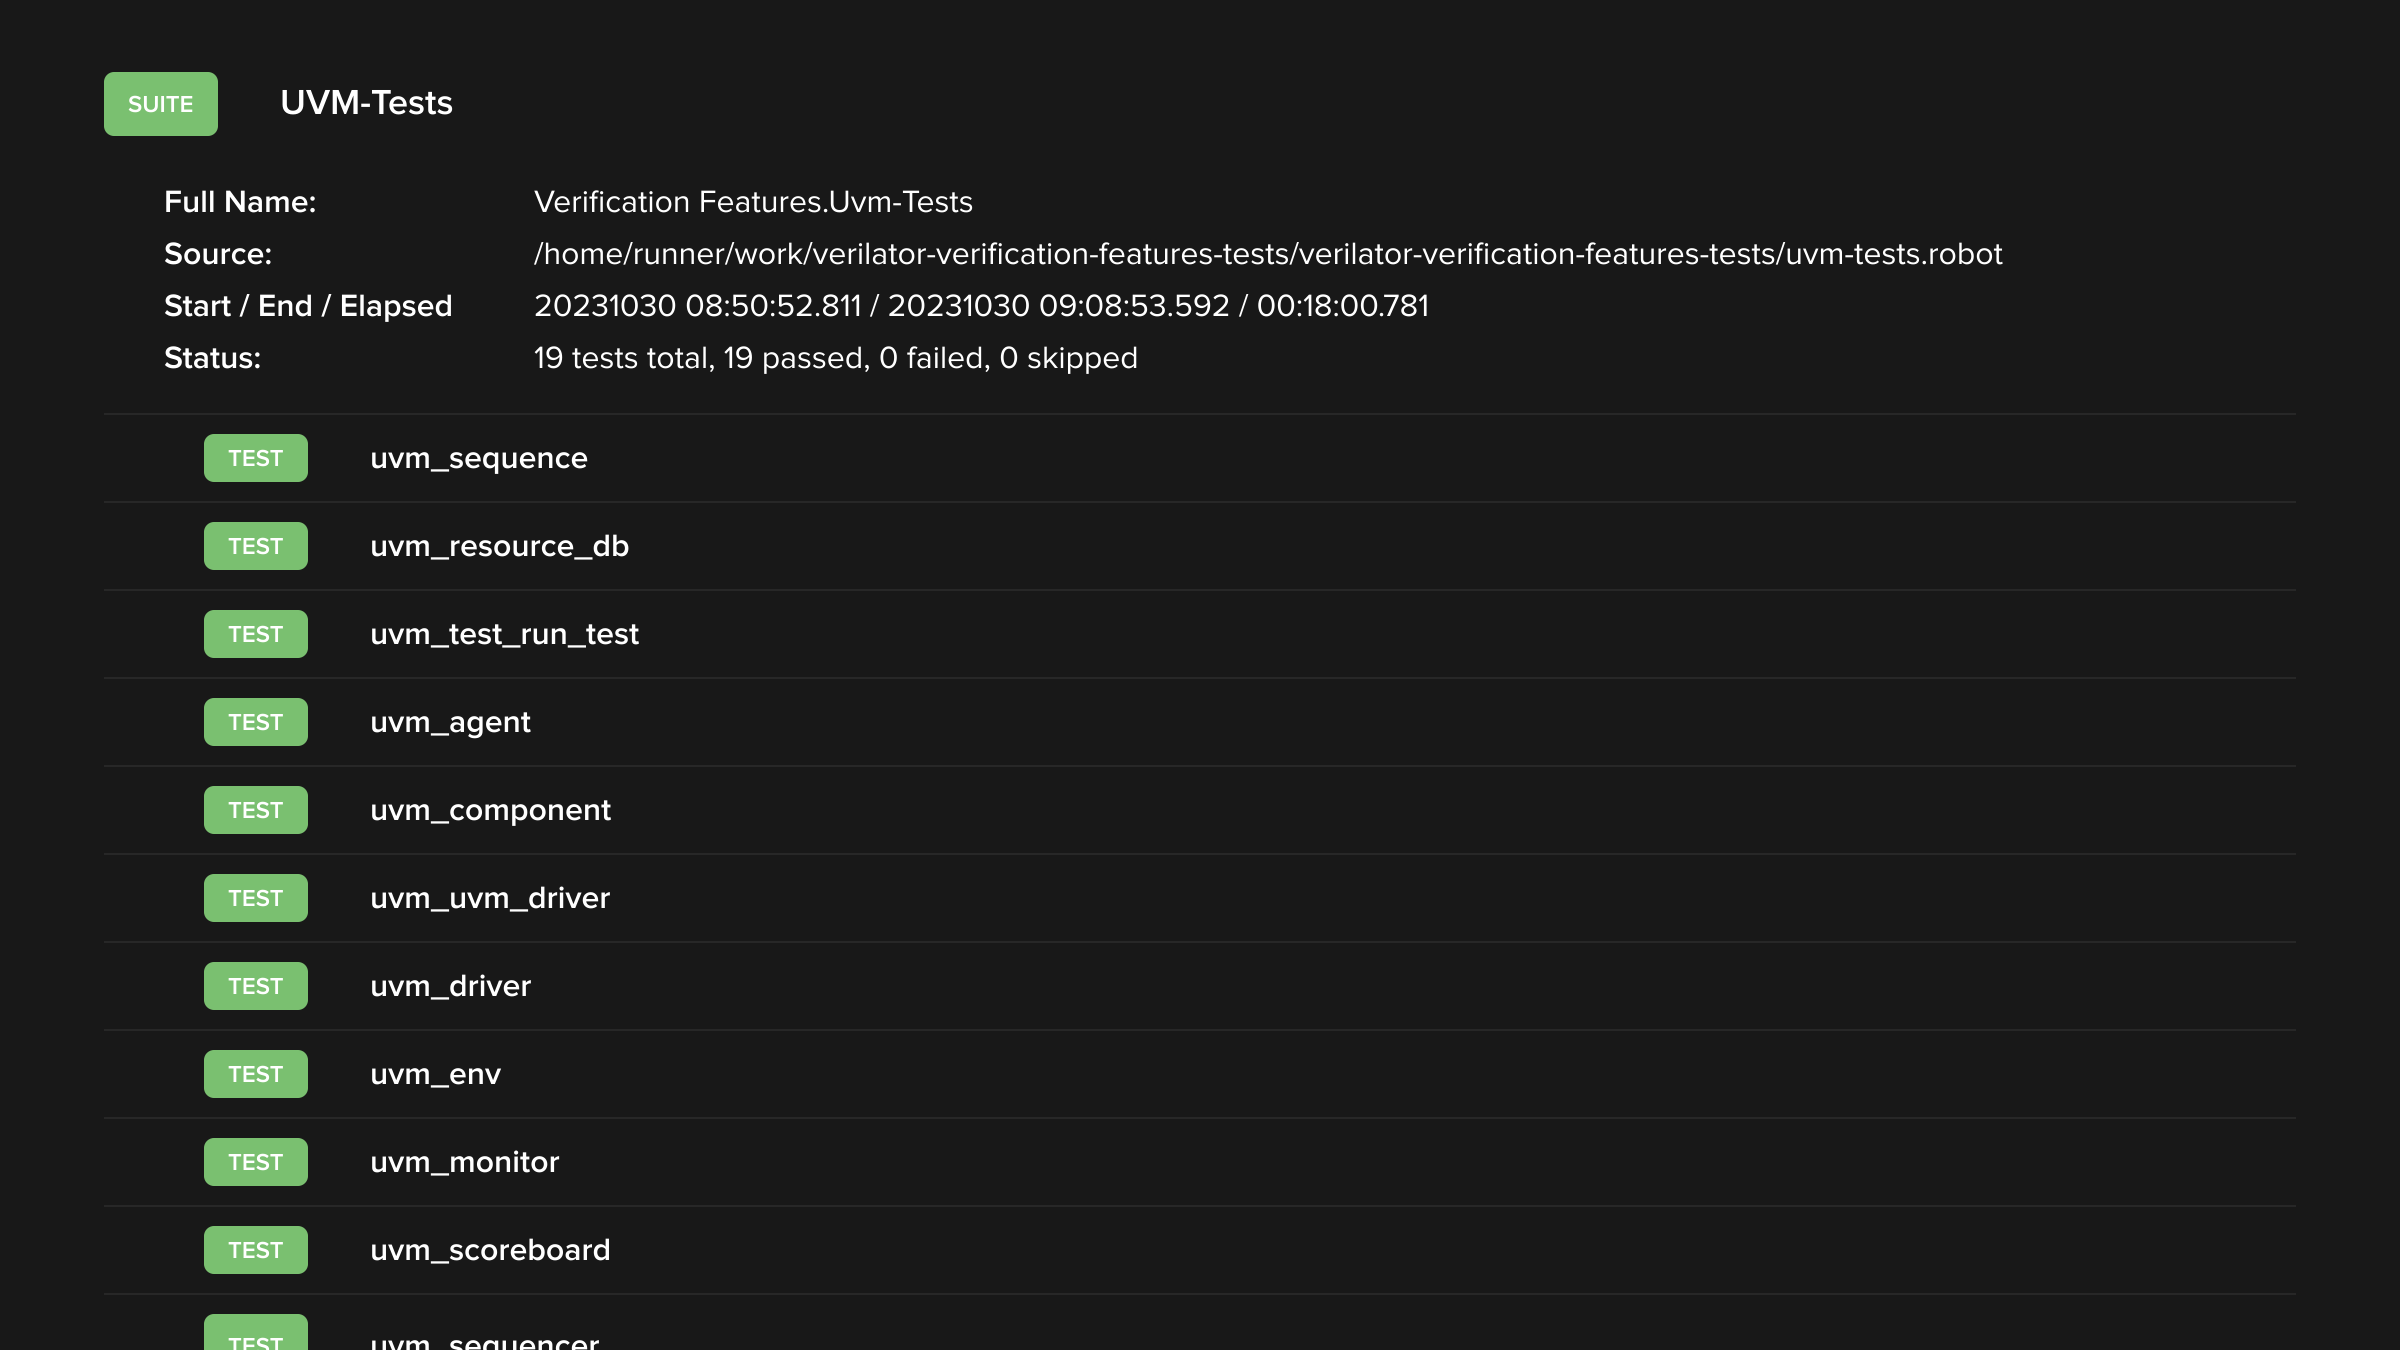 SUITE UVM-Tests
Full Name: Verification Features.Uvm-Tests
Source: /home/runner/work/verilator-verification-features-tests/verilator-verification-features-tests/uvm-tests.robot
Start / End / Elapsed 20231030 08:50:52.811 / 20231030 09:08:53.592 / 00:18:00.781
Status: 19 tests total, 19 passed, 0 failed, 0 skipped
TEST uvm_sequence
TEST uvm_resource_db
TEST uvm_test_run_test
TEST uvm_agent
TEST uvm_component
TEST uvm_uvm_driver
TEST uvm_driver
TEST uvm_env
TEST uvm_monitor
TEST uvm_scoreboard
TEST uvm_sequencer